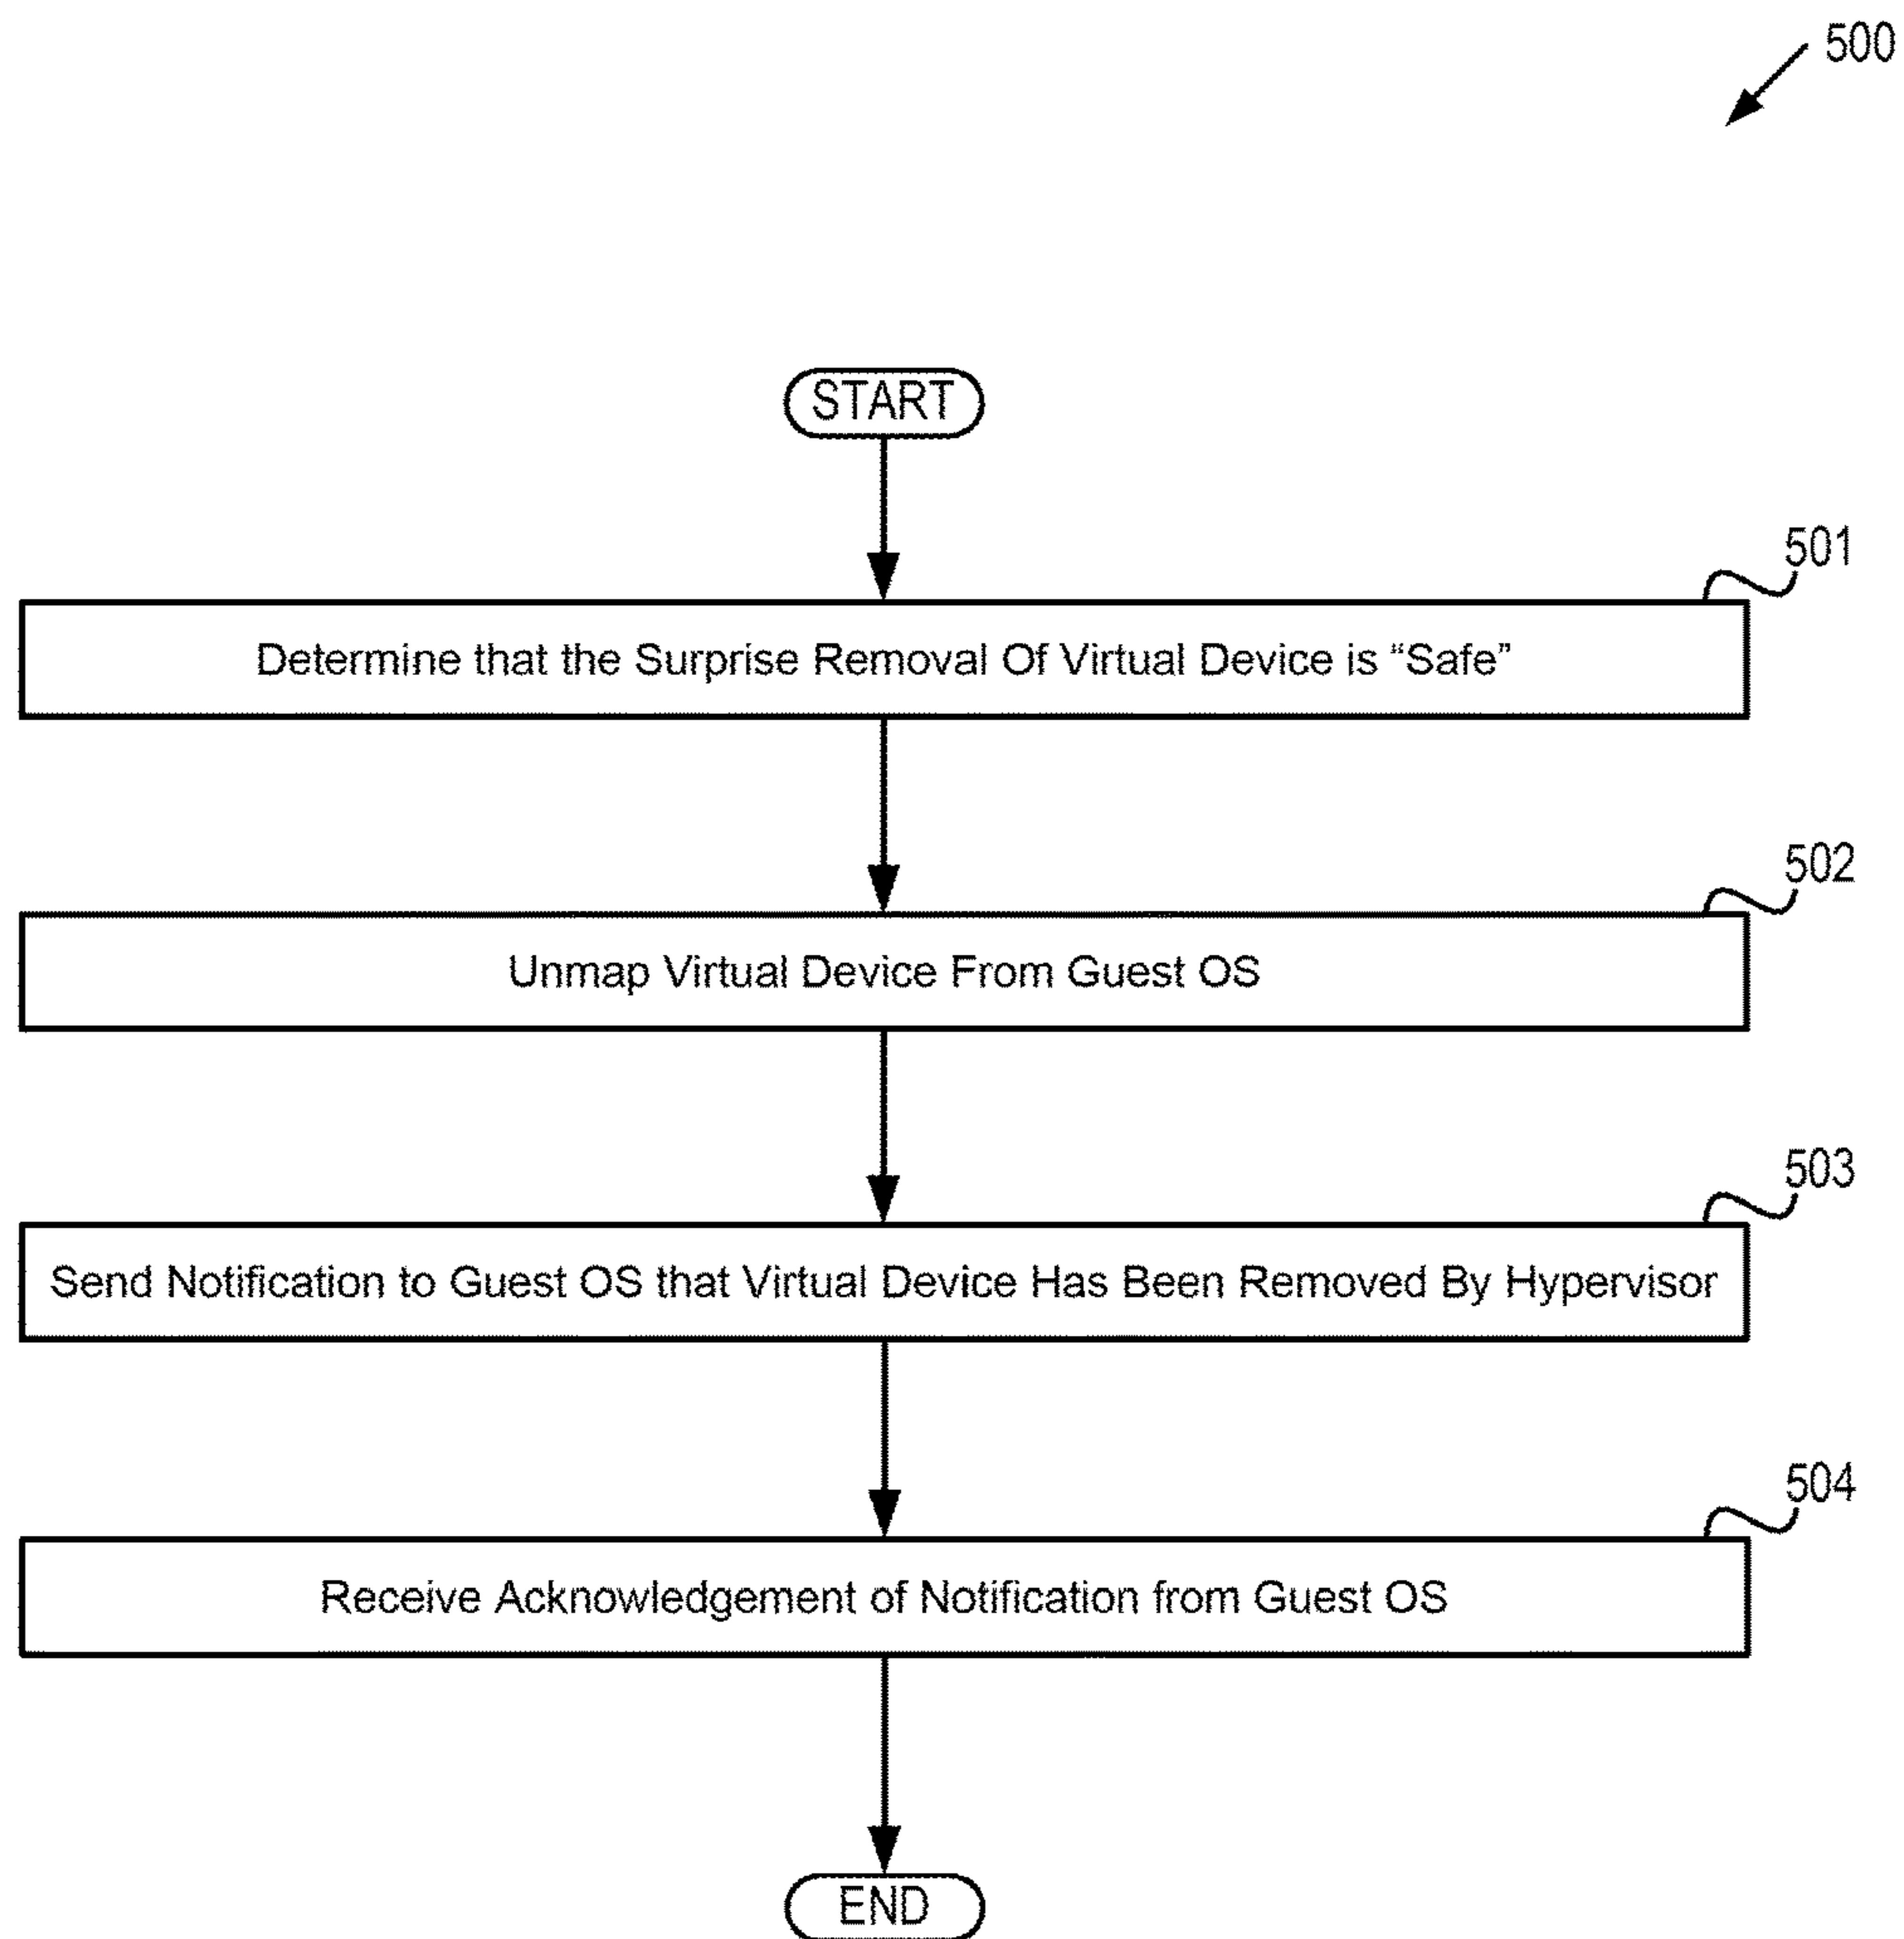 500
START
501
Determine that the Surprise Removal Of Virtual Device is “Safe”
502
Unmap Virtual Device From Guest OS
503
Send Notification to Guest OS that Virtual Device Has Been Removed By Hypervisor
504
Receive Acknowledgement of Notification from Guest OS
END